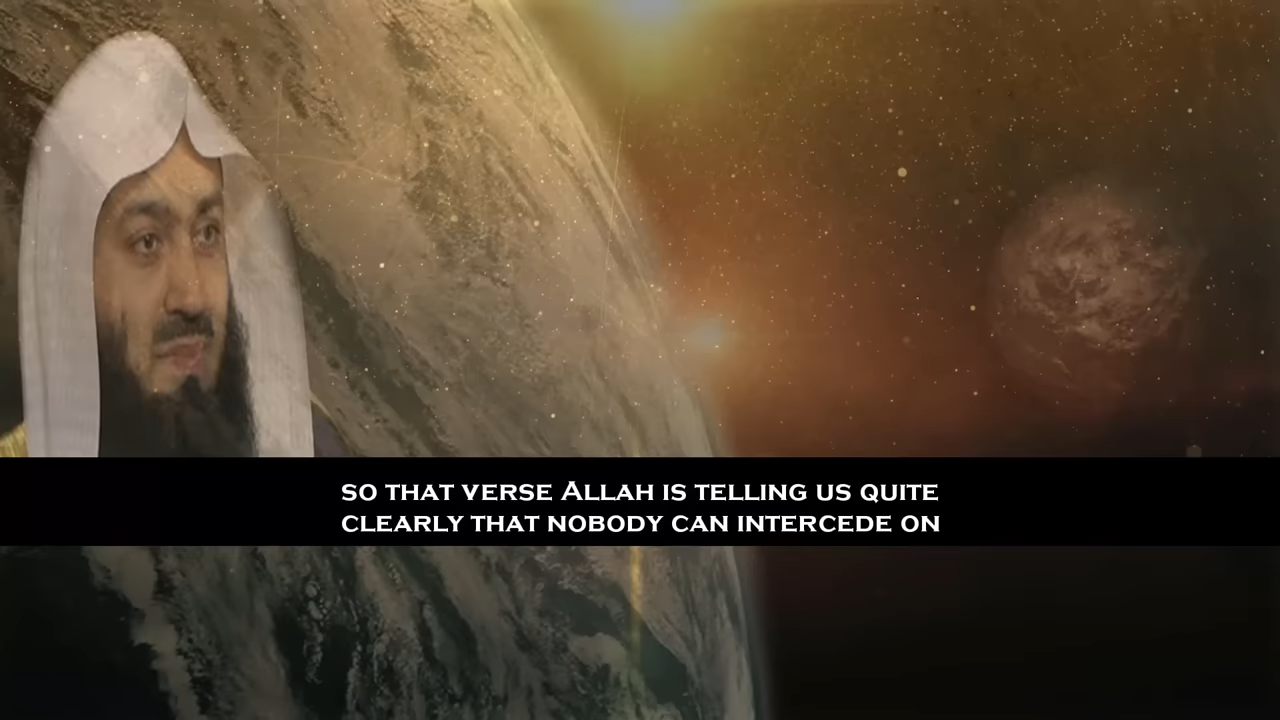 so that verse Allah is telling us quite
clearly that nobody can intercede on